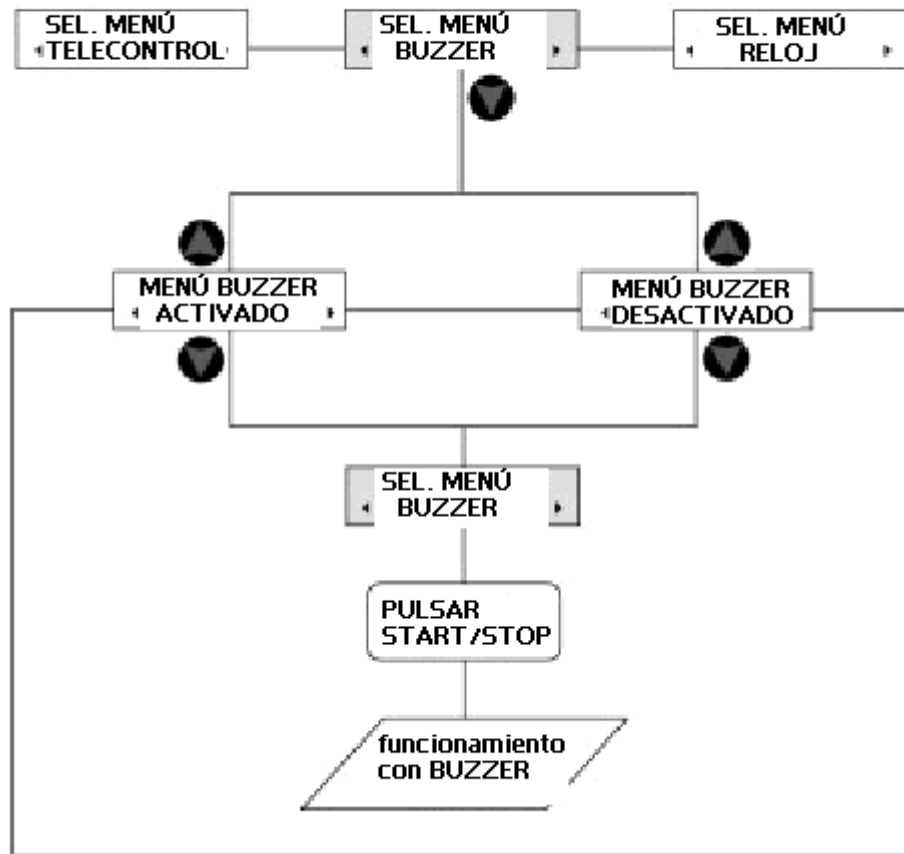 SEL. MENÚ
TELECONTROL
SEL. MENÚ
BUZZER
SEL. MENÚ
RELOJ
MENÚ BUZZER
ACTIVADO
MENÚ BUZZER
DESACTIVADO
SEL. MENÚ
BUZZER
PULSAR
START/STOP
funcionamiento
con BUZZER